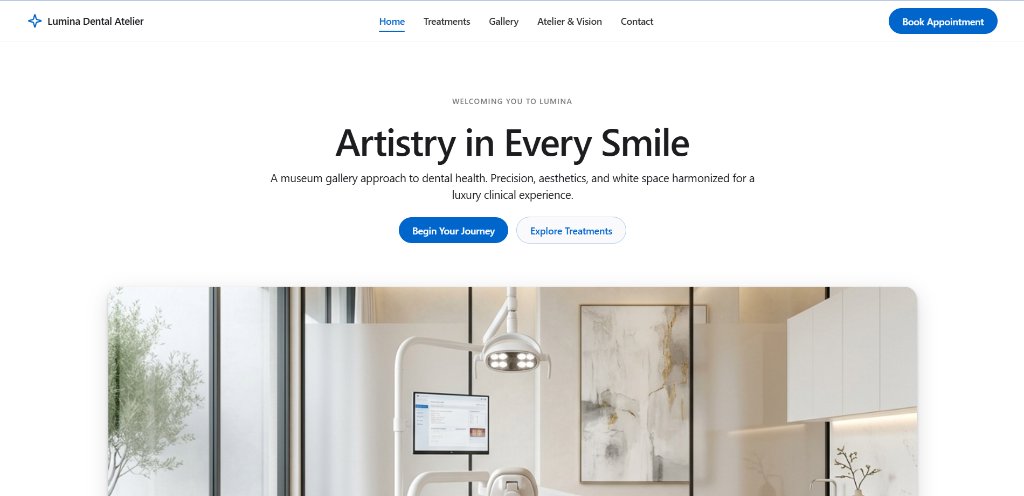 Lumina Dental Atelier
Home
Treatments
Gallery
Atelier & Vision
Contact
Book Appointment
WELCOMING YOU TO LUMINA
Artistry in Every Smile
A museum gallery approach to dental health. Precision, aesthetics, and white space harmonized for a
luxury clinical experience.
Begin Your Journey
Explore Treatments